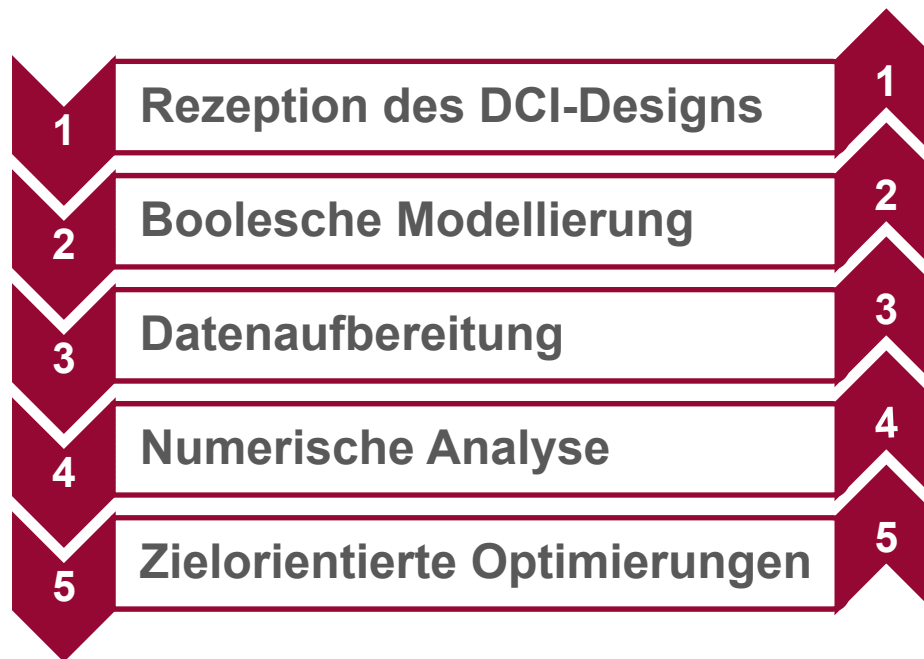 1 Rezeption des DCI-Designs 1
2 Boolesche Modellierung 2
3 Datenaufbereitung 3
4 Numerische Analyse 4
5 Zielorientierte Optimierungen 5